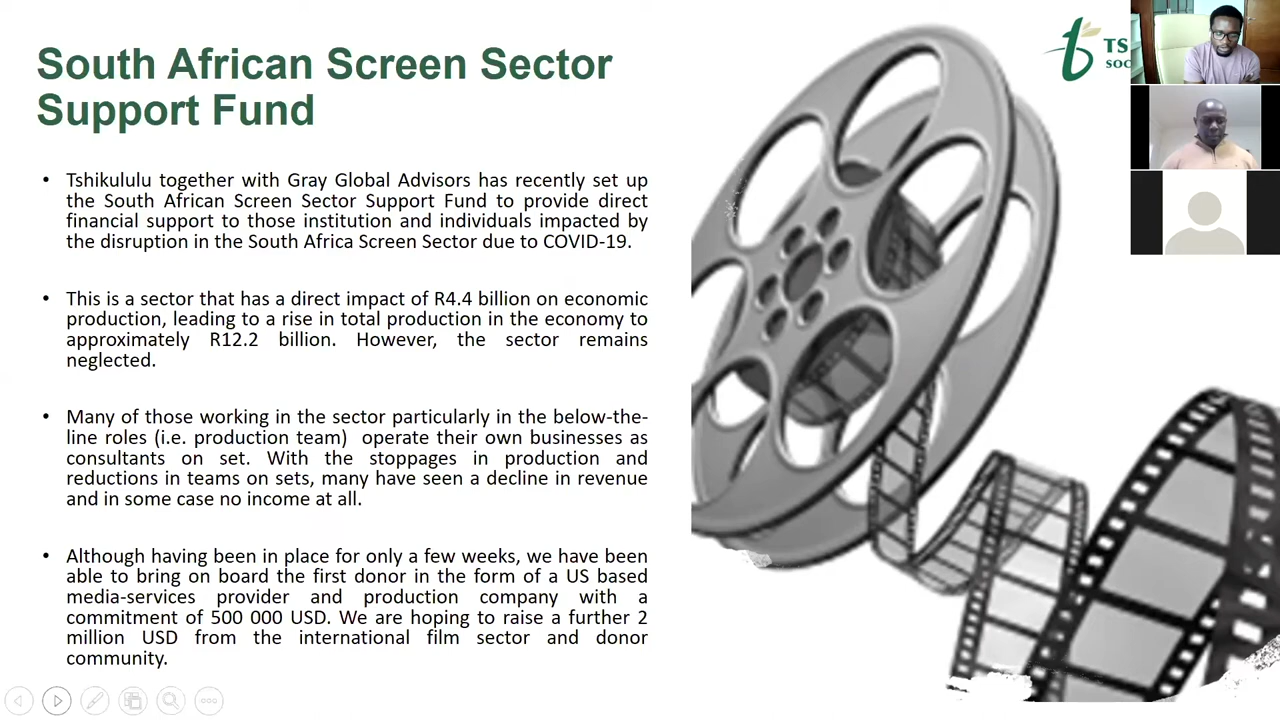 South African Screen Sector
Support Fund
• Tshikululu together with Gray Global Advisors has recently set up
the South African Screen Sector Support Fund to provide direct
financial support to those institution and individuals impacted by
the disruption in the South Africa Screen Sector due to COVID-19.
• This is a sector that has a direct impact of R4.4 billion on economic
production, leading to a rise in total production in the economy to
approximately R12.2 billion. However, the sector remains
neglected.
• Many of those working in the sector particularly in the below-the-
line roles (i.e. production team) operate their own businesses as
consultants on set. With the stoppages in production and
reductions in teams on sets, many have seen a decline in revenue
and in some case no income at all.
• Although having been in place for only a few weeks, we have been
able to bring on board the first donor in the form of a US based
media-services provider and production company with a
commitment of 500 000 USD. We are hoping to raise a further 2
million USD from the international film sector and donor
community.
TS
SOC